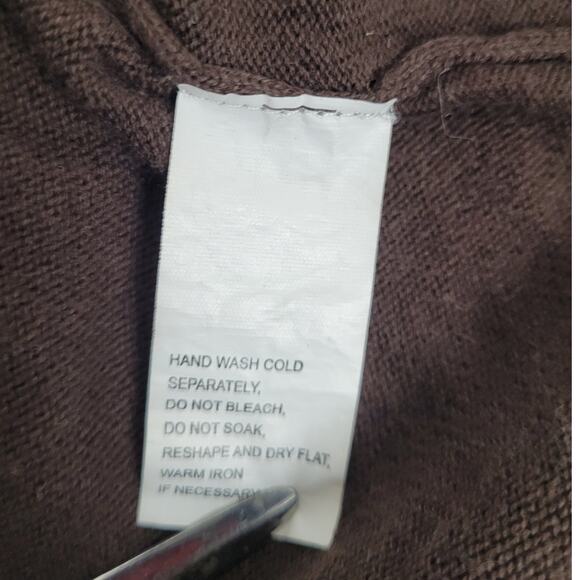 HAND WASH COLD
SEPARATELY,
DO NOT BLEACH,
DO NOT SOAK,
RESHAPE AND DRY FLAT,
WARM IRON
IF NECESSARY